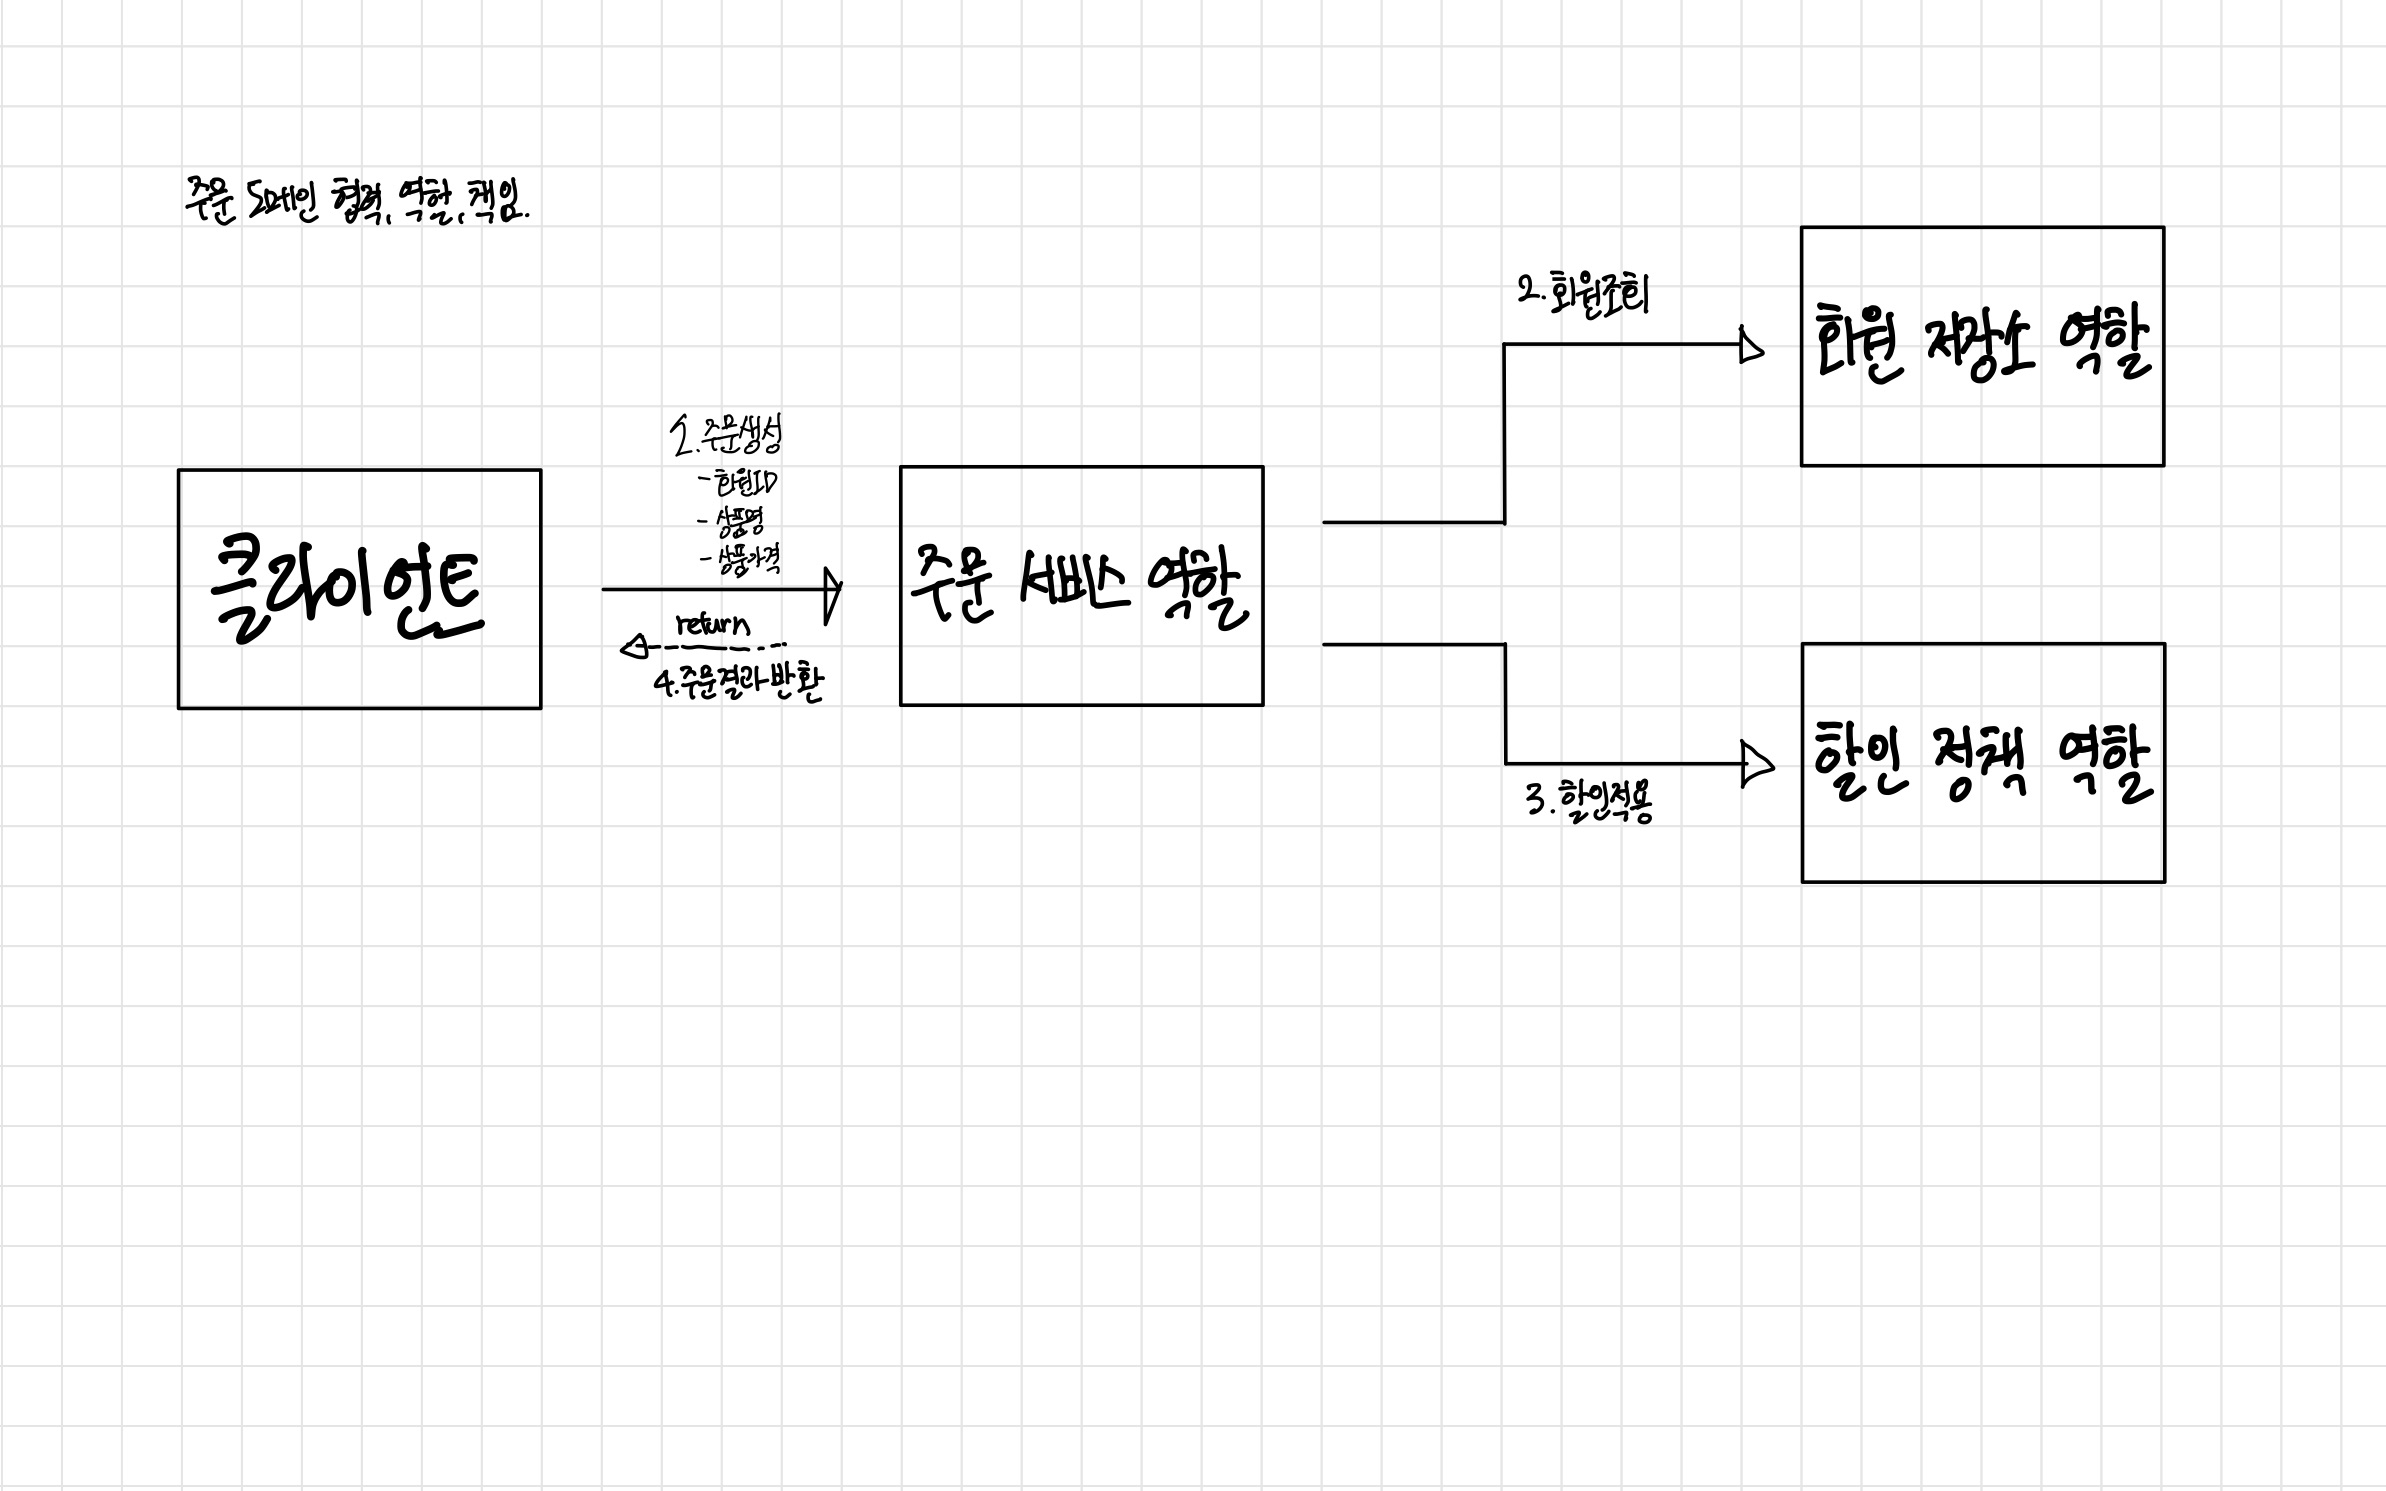 주문 도메인 협력, 역할, 책임.
2. 회원조회
회원 저장소 역할
1. 주문생성
- 회원ID
- 상품명
- 상품가격
클라이언트
주문 서비스 역할
return
4. 주문결과 반환
할인 정책 역할
3. 할인적용